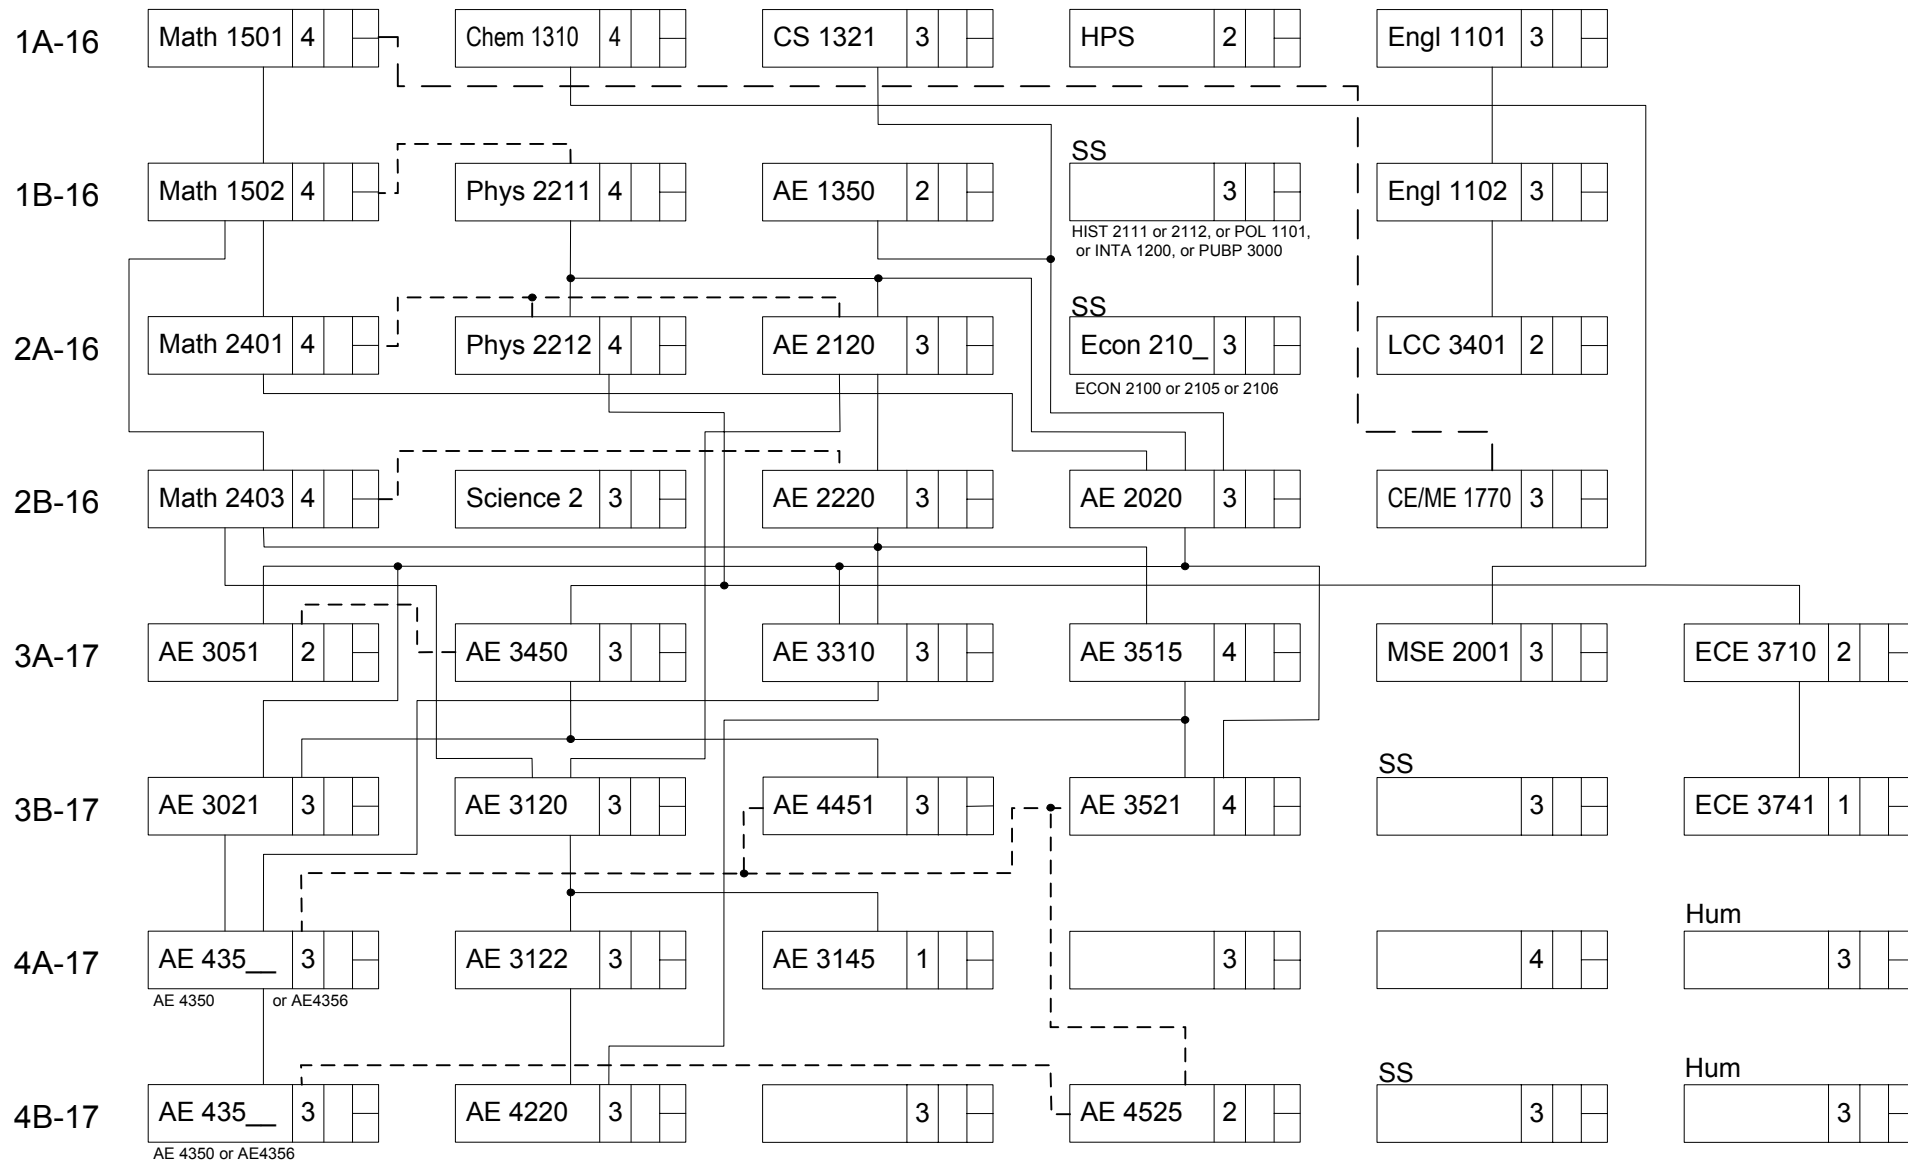 1A-16 Math 1501 4 Chem 1310 4 CS 1321 3 HPS 2 Engl 1101 3
SS
1B-16 Math 1502 4 Phys 2211 4 AE 1350 2 3 Engl 1102 3
HIST 2111 or 2112, or POL 1101,
or INTA 1200, or PUBP 3000
SS
2A-16 Math 2401 4 Phys 2212 4 AE 2120 3 Econ 210_ 3 LCC 3401 2
ECON 2100 or 2105 or 2106
2B-16 Math 2403 4 Science 2 3 AE 2220 3 AE 2020 3 CE/ME 1770 3
3A-17 AE 3051 2 AE 3450 3 AE 3310 3 AE 3515 4 MSE 2001 3 ECE 3710 2
SS
3B-17 AE 3021 3 AE 3120 3 AE 4451 3 AE 3521 4 3 ECE 3741 1
Hum
4A-17 AE 435__ 3 AE 3122 3 AE 3145 1 3 4 3
AE 4350 or AE4356
SS Hum
4B-17 AE 435__ 3 AE 4220 3 3 AE 4525 2 3 3
AE 4350 or AE4356